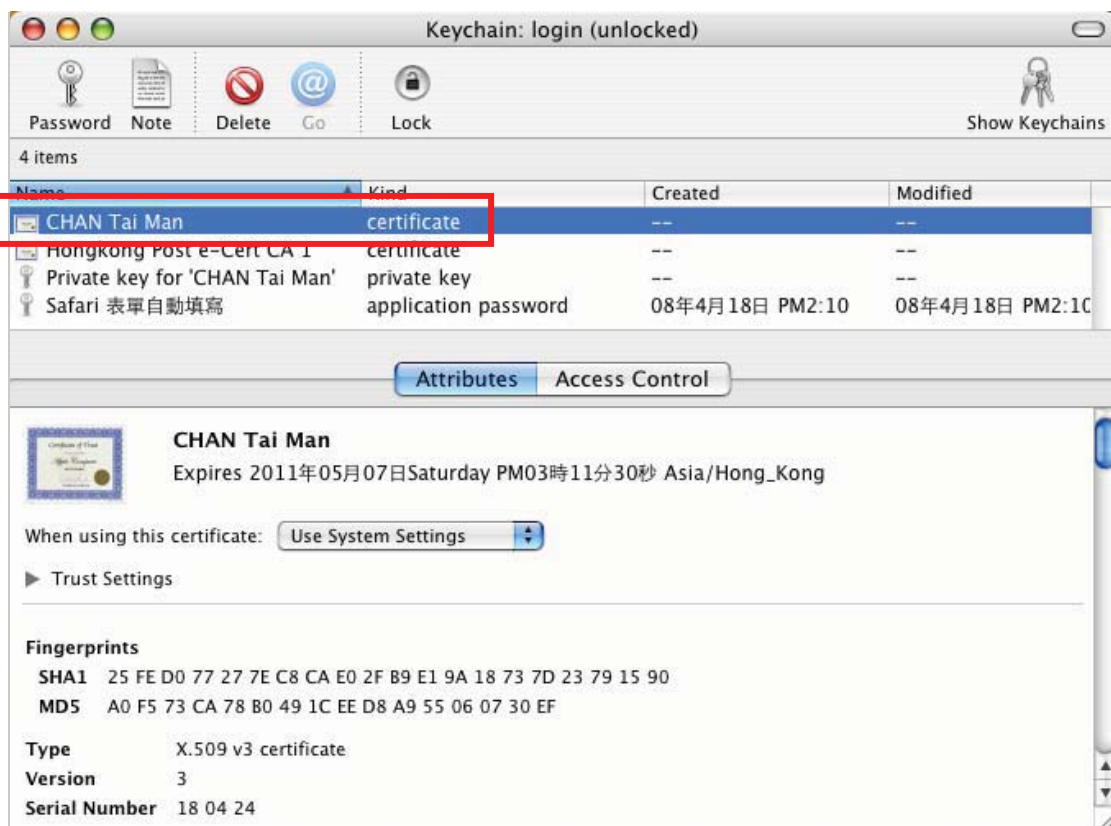 Keychain: login (unlocked)
Password Note Delete Go Lock Show Keychains
4 items
Name Kind Created Modified
CHAN Tai Man certificate -- --
Hongkong Post e-Cert CA 1 certificate -- --
Private key for 'CHAN Tai Man' private key -- --
Safari 表單自動填寫 application password 08年4月18日 PM2:10 08年4月18日 PM2:10
Attributes Access Control
CHAN Tai Man
Expires 2011年05月07日Saturday PM03時11分30秒 Asia/Hong_Kong
When using this certificate: Use System Settings
Trust Settings
Fingerprints
SHA1 25 FE D0 77 27 7E C8 CA E0 2F B9 E1 9A 18 73 7D 23 79 15 90
MD5 A0 F5 73 CA 78 B0 49 1C EE D8 A9 55 06 07 30 EF
Type X.509 v3 certificate
Version 3
Serial Number 18 04 24